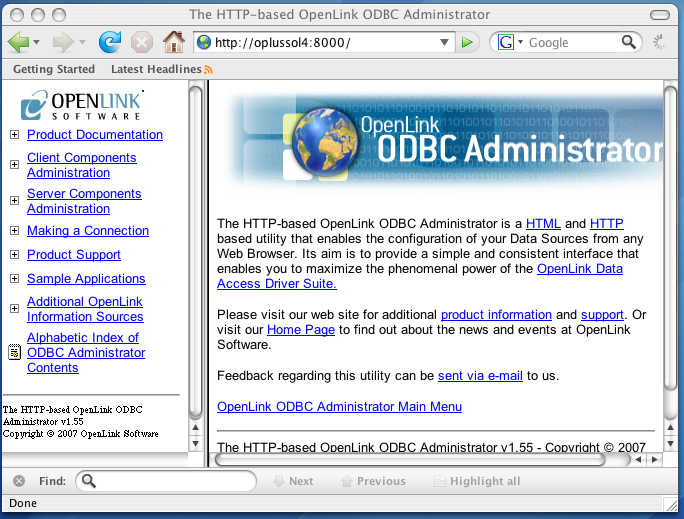 The HTTP-based OpenLink ODBC Administrator
http://oplussol4:8000/
G Google
Getting Started Latest Headlines
OPENLINK
SOFTWARE
Product Documentation
Client Components
Administration
Server Components
Administration
Making a Connection
Product Support
Sample Applications
Additional OpenLink
Information Sources
Alphabetic Index of
ODBC Administrator
Contents
The HTTP-based OpenLink ODBC
Administrator v1.55
Copyright © 2007 OpenLink Software
OpenLink
ODBC Administrator
The HTTP-based OpenLink ODBC Administrator is a HTML and HTTP
based utility that enables the configuration of your Data Sources from any
Web Browser. Its aim is to provide a simple and consistent interface that
enables you to maximize the phenomenal power of the OpenLink Data
Access Driver Suite.
Please visit our web site for additional product information and support. Or
visit our Home Page to find out about the news and events at OpenLink
Software.
Feedback regarding this utility can be sent via e-mail to us.
OpenLink ODBC Administrator Main Menu
The HTTP-based OpenLink ODBC Administrator v1.55 - Copyright © 2007
Find: Next Previous Highlight all
Done